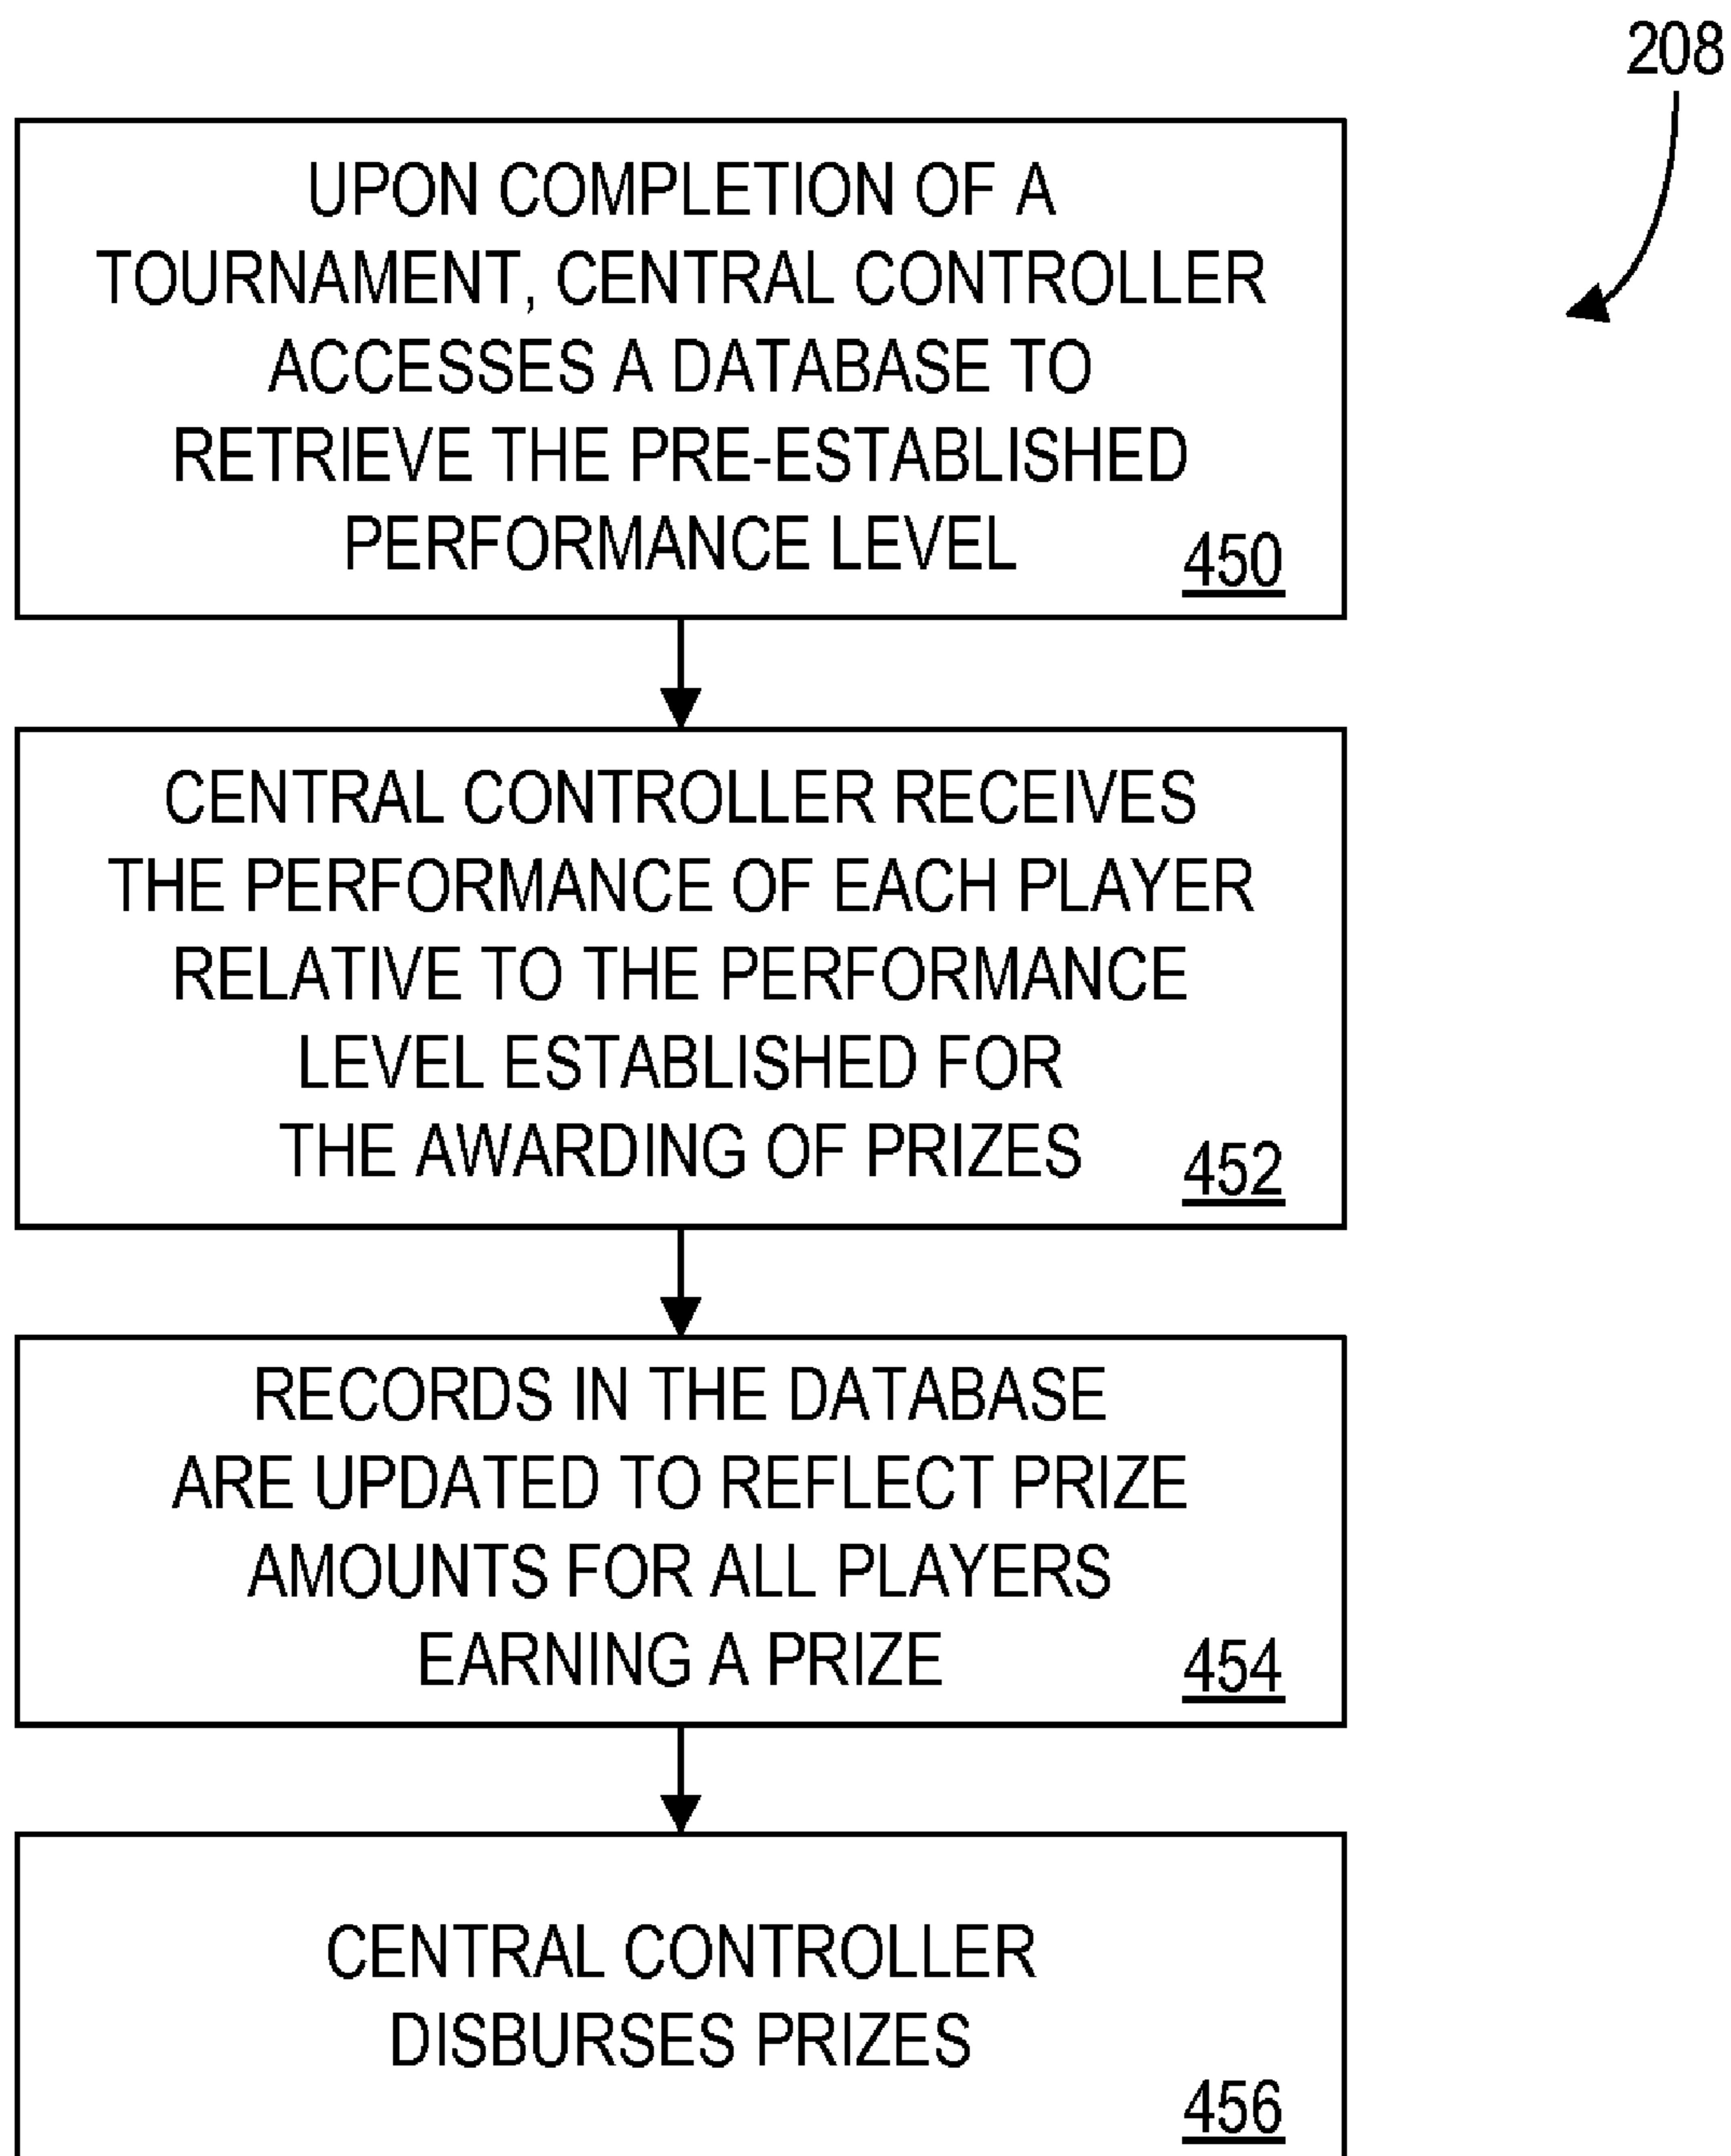 208
UPON COMPLETION OF A
TOURNAMENT, CENTRAL CONTROLLER
ACCESSES A DATABASE TO
RETRIEVE THE PRE-ESTABLISHED
PERFORMANCE LEVEL
450
CENTRAL CONTROLLER RECEIVES
THE PERFORMANCE OF EACH PLAYER
RELATIVE TO THE PERFORMANCE
LEVEL ESTABLISHED FOR
THE AWARDING OF PRIZES
452
RECORDS IN THE DATABASE
ARE UPDATED TO REFLECT PRIZE
AMOUNTS FOR ALL PLAYERS
EARNING A PRIZE
454
CENTRAL CONTROLLER
DISBURSES PRIZES
456